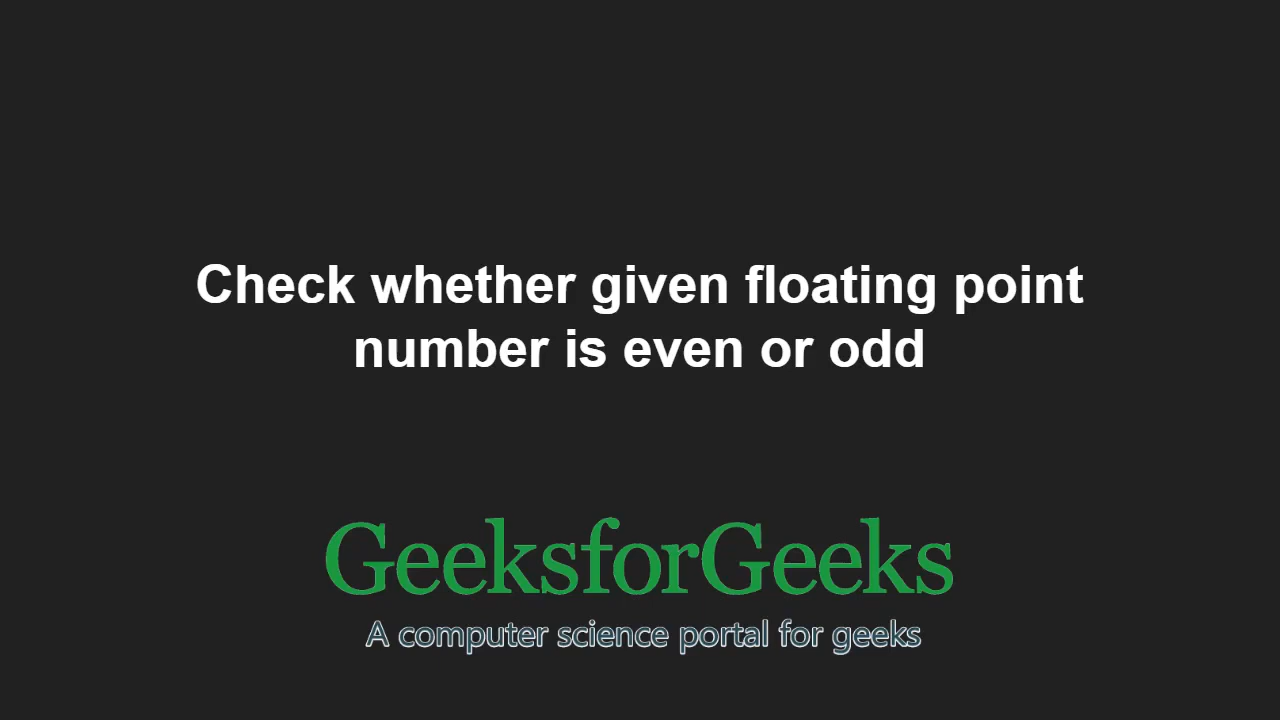 Check whether given floating point
number is even or odd
GeeksforGeeks
A computer science portal for geeks